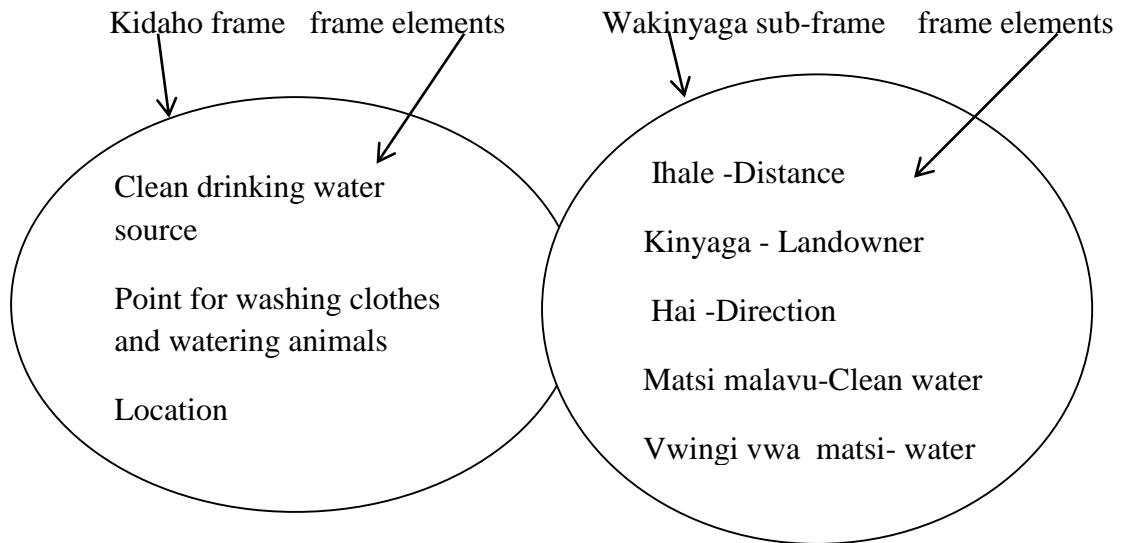 Kidaho frame frame elements Wakinyaga sub-frame frame elements
Clean drinking water
source
Point for washing clothes
and watering animals
Location
Ihale -Distance
Kinyaga - Landowner
Hai -Direction
Matsi malavu-Clean water
Vwingi vwa matsi- water